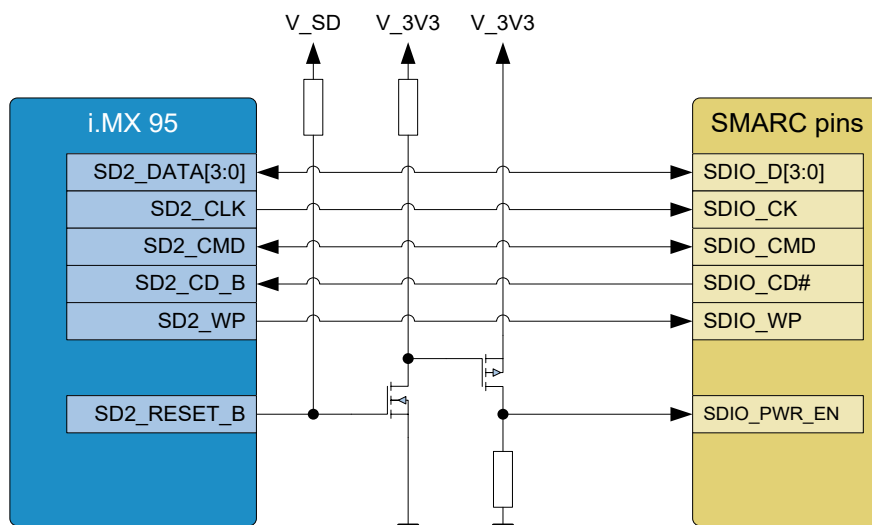 V_SD V_3V3 V_3V3
i.MX 95 SMARC pins
SD2_DATA[3:0] SDIO_D[3:0]
SD2_CLK SDIO_CK
SD2_CMD SDIO_CMD
SD2_CD_B SDIO_CD#
SD2_WP SDIO_WP
SD2_RESET_B SDIO_PWR_EN